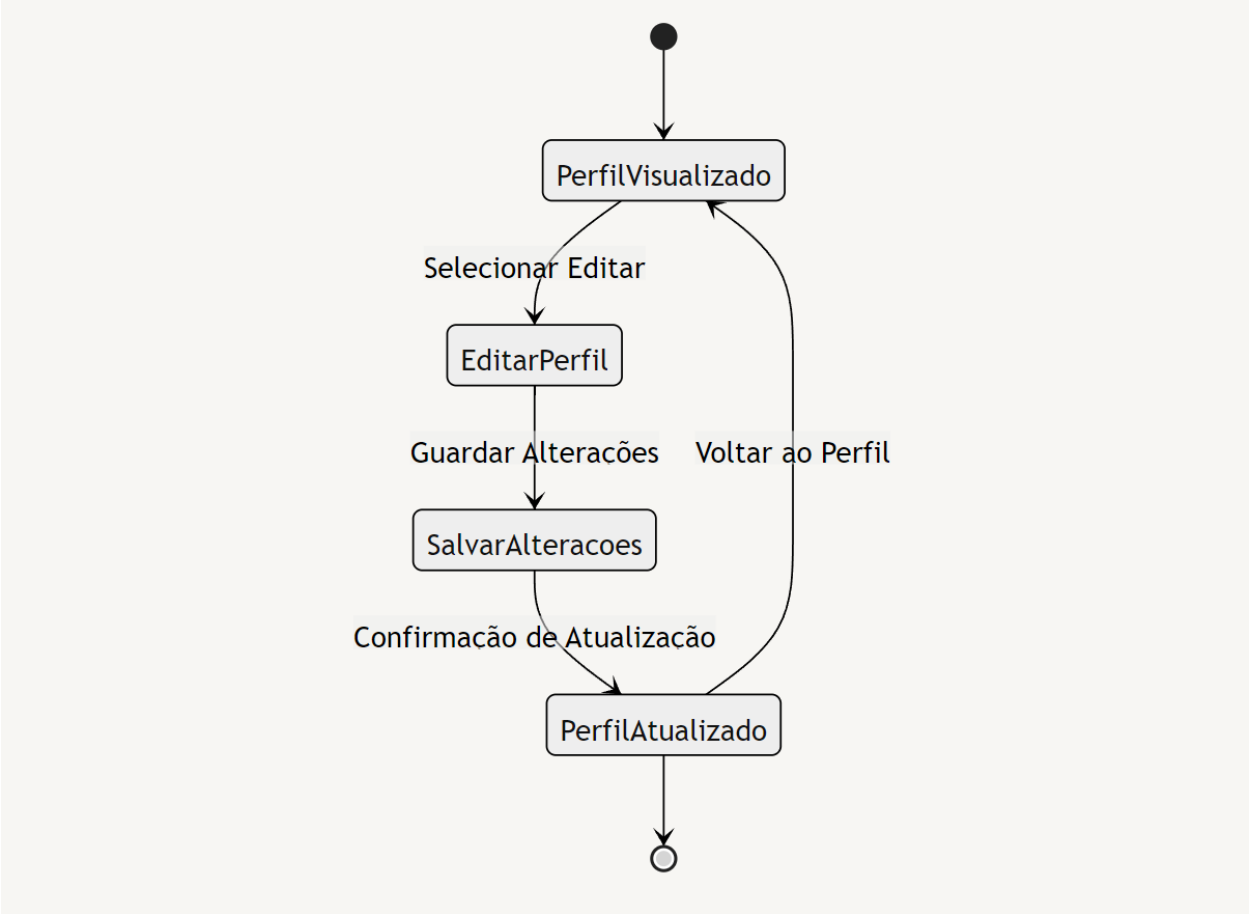 PerfilVisualizado
Selecionar Editar
EditarPerfil
Guardar Alterações
Voltar ao Perfil
SalvarAlteracoes
Confirmação de Atualização
PerfilAtualizado